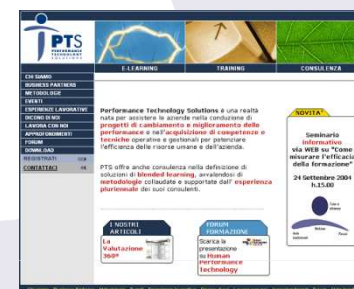 PTS
PERFORMANCE
TECHNOLOGY
SOLUTIONS
E-LEARNING
TRAINING
CONSULENZA
CHI SIAMO
BUSINESS PARTNERS
METODOLOGIE
EVENTI
ESPERIENZE LAVORATIVE
DICONO DI NOI
LAVORA CON NOI
APPROFONDIMENTI
FORUM
DOWNLOAD
REGISTRATI
CONTATTACI
Performance Technology Solutions è una realtà
nata per assistere le aziende nella conduzione di
progetti di cambiamento e miglioramento delle
performance e nell'acquisizione di competenze e
tecniche operative e gestionali per potenziare
l'efficienza delle risorse umane e dell'azienda.
PTS offre anche consulenza nella definizione di
soluzioni di blended learning, avvalendosi di
metodologie collaudate e supportate dall' esperienza
pluriennale dei suoi consulenti.
I NOSTRI
ARTICOLI
La
Valutazione
360°
FORUM
FORMAZIONE
Scarica la
presentazione
su Human
Performance
Technology
NOVITA'
Seminario
informativo
via WEB su "Come
misurare l'efficacia
della formazione"
24 Settembre 2004
h.15.00